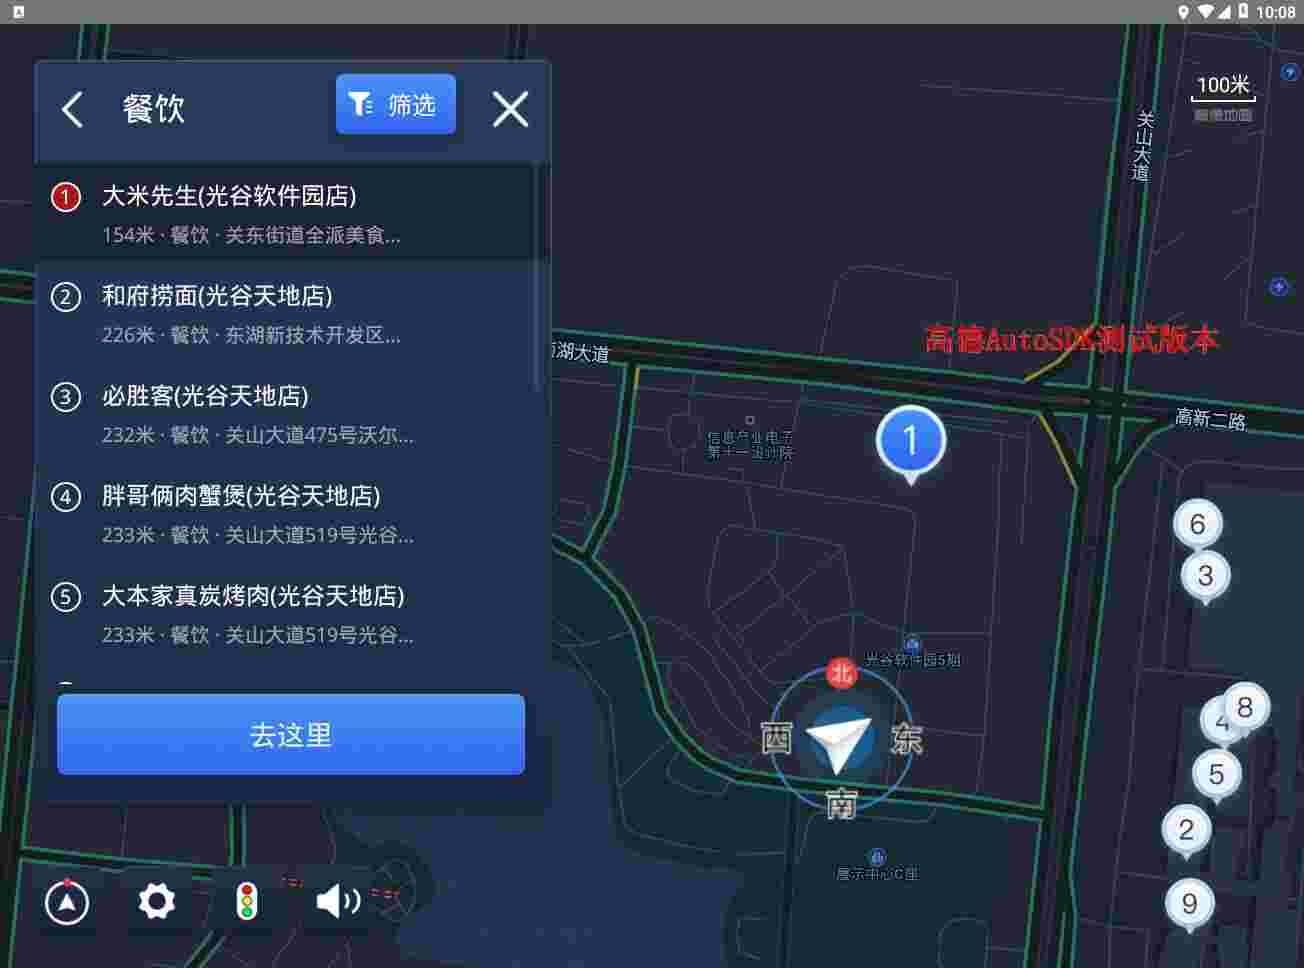 10:08
餐饮
筛选
1
大米先生(光谷软件园店)
154米·餐饮·关东街道全派美食...
2
和府捞面(光谷天地店)
226米·餐饮·东湖新技术开发区...
3
必胜客(光谷天地店)
232米·餐饮·关山大道475号沃尔...
4
胖哥俩肉蟹煲(光谷天地店)
233米·餐饮·关山大道519号光谷...
5
大本家真炭烤肉(光谷天地店)
233米·餐饮·关山大道519号光谷...
去这里
100米
高德地图
关山大道
高德AutoSDK测试版本
湖大道
高新二路
信息产业电子
第十一设计院
1
6
3
光谷软件园5期
北
西
东
南
8
4
5
2
展示中心C座
9